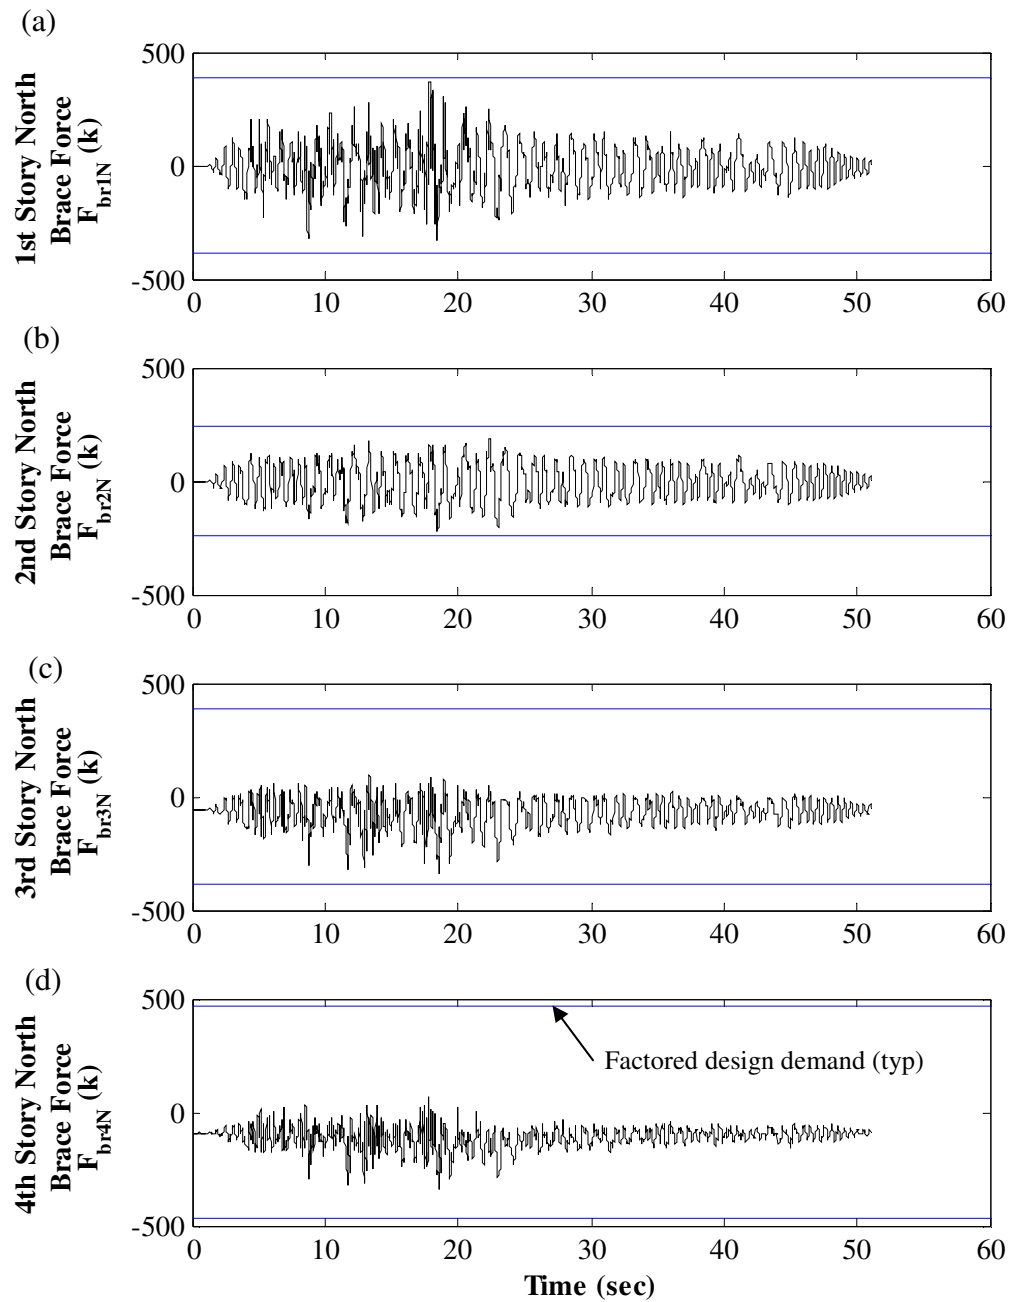 (a)
1st Story North
Brace Force
F_br1N (k)
500
0
-500
0 10 20 30 40 50 60
(b)
2nd Story North
Brace Force
F_br2N (k)
500
0
-500
0 10 20 30 40 50 60
(c)
3rd Story North
Brace Force
F_br3N (k)
500
0
-500
0 10 20 30 40 50 60
(d)
4th Story North
Brace Force
F_br4N (k)
500
0
-500
Factored design demand (typ)
0 10 20 30 40 50 60
Time (sec)